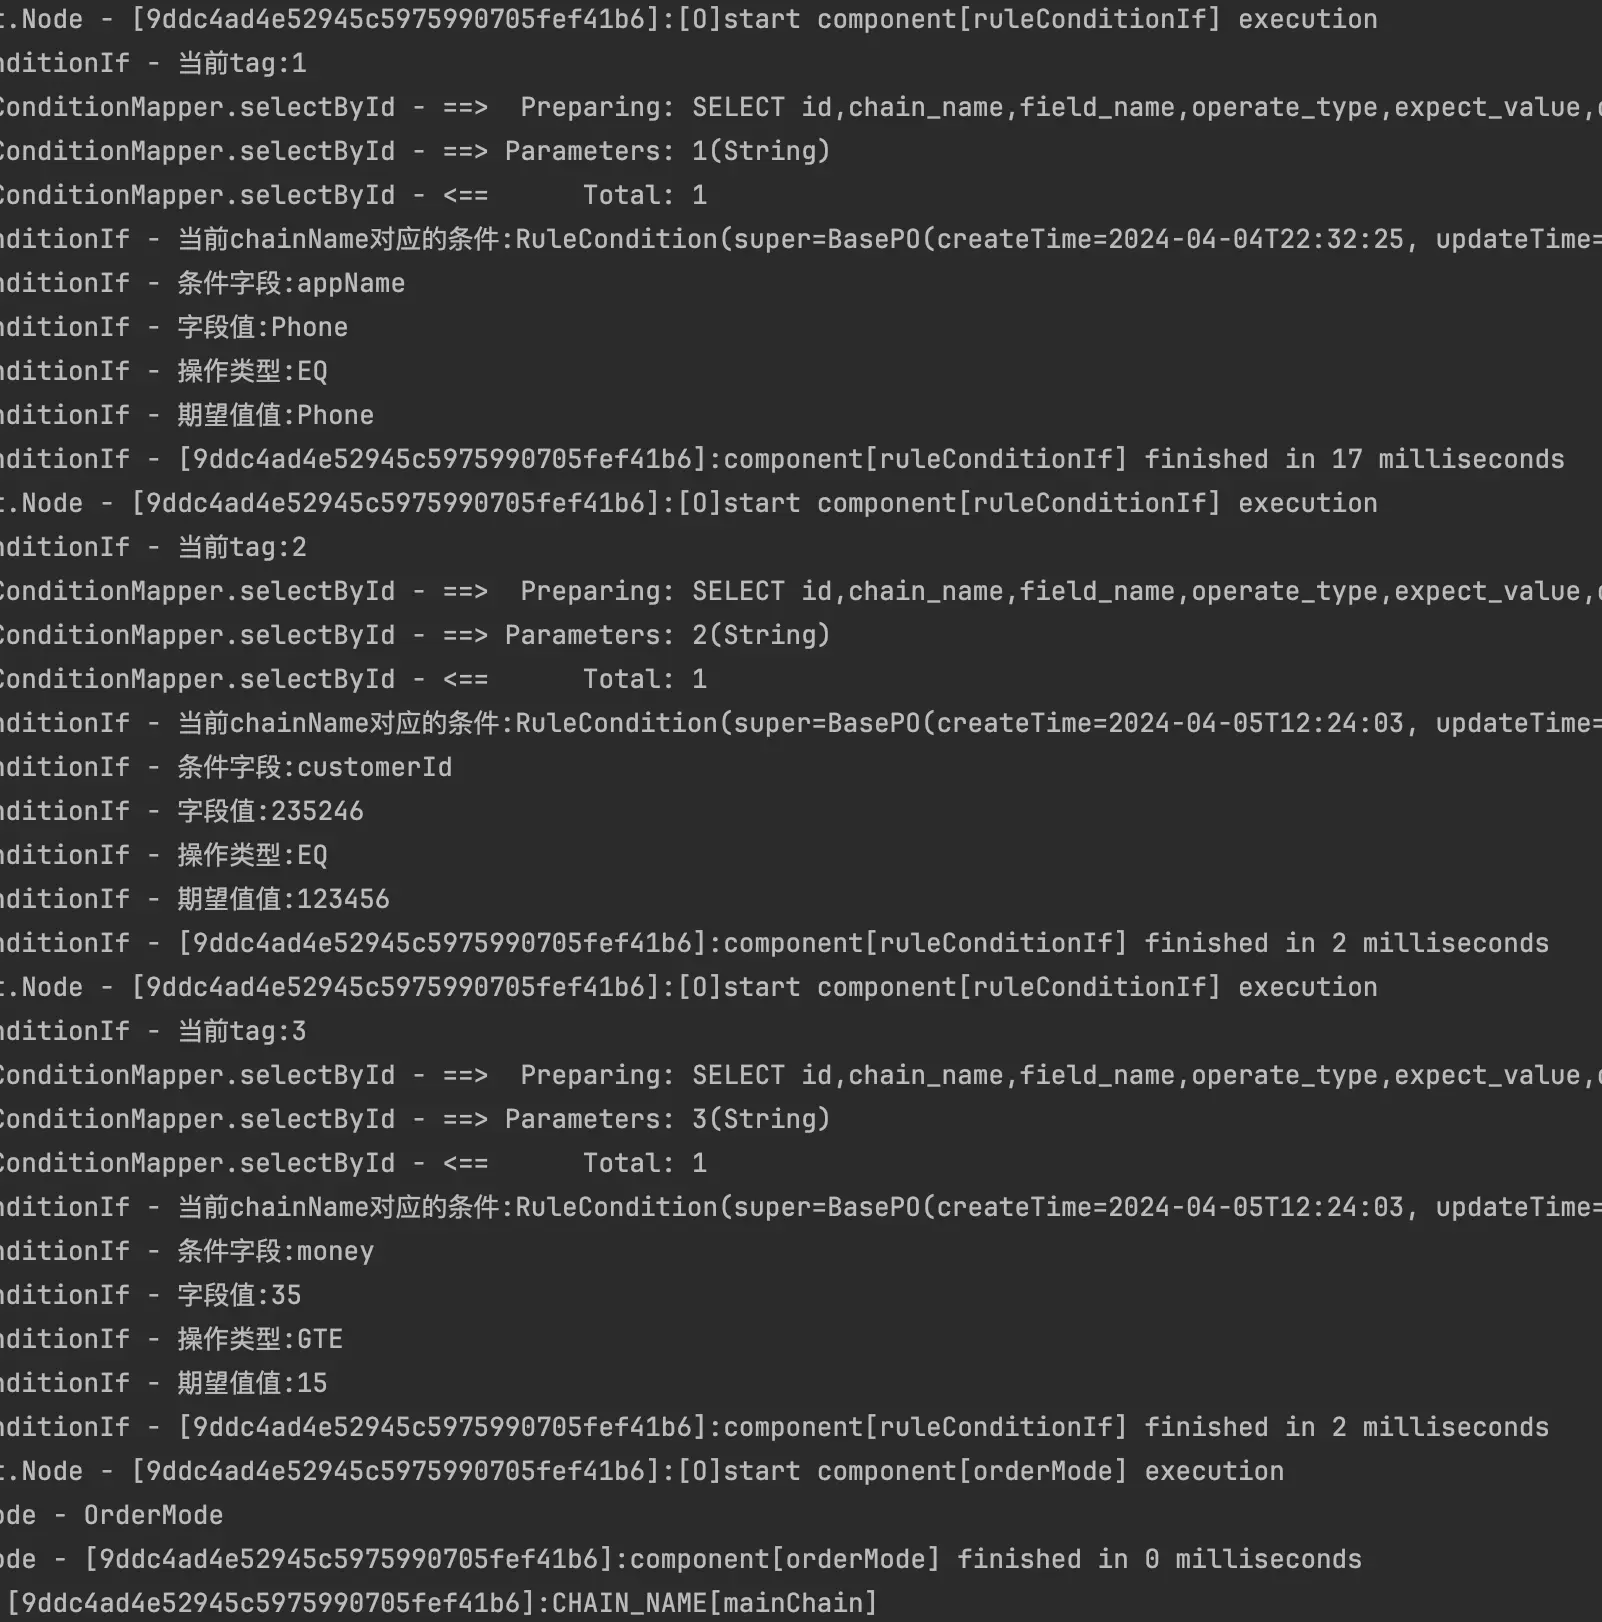 t.Node - [9ddc4ad4e52945c5975990705fef41b6]:[O]start component[ruleConditionIf] execution
nditionIf - 当前tag:1
ConditionMapper.selectById - ==>  Preparing: SELECT id,chain_name,field_name,operate_type,expect_value,c
ConditionMapper.selectById - ==> Parameters: 1(String)
ConditionMapper.selectById - <==      Total: 1
nditionIf - 当前chainName对应的条件:RuleCondition(super=BasePO(createTime=2024-04-04T22:32:25, updateTime=
nditionIf - 条件字段:appName
nditionIf - 字段值:Phone
nditionIf - 操作类型:EQ
nditionIf - 期望值值:Phone
nditionIf - [9ddc4ad4e52945c5975990705fef41b6]:component[ruleConditionIf] finished in 17 milliseconds
t.Node - [9ddc4ad4e52945c5975990705fef41b6]:[O]start component[ruleConditionIf] execution
nditionIf - 当前tag:2
ConditionMapper.selectById - ==>  Preparing: SELECT id,chain_name,field_name,operate_type,expect_value,c
ConditionMapper.selectById - ==> Parameters: 2(String)
ConditionMapper.selectById - <==      Total: 1
nditionIf - 当前chainName对应的条件:RuleCondition(super=BasePO(createTime=2024-04-05T12:24:03, updateTime=
nditionIf - 条件字段:customerId
nditionIf - 字段值:235246
nditionIf - 操作类型:EQ
nditionIf - 期望值值:123456
nditionIf - [9ddc4ad4e52945c5975990705fef41b6]:component[ruleConditionIf] finished in 2 milliseconds
t.Node - [9ddc4ad4e52945c5975990705fef41b6]:[O]start component[ruleConditionIf] execution
nditionIf - 当前tag:3
ConditionMapper.selectById - ==>  Preparing: SELECT id,chain_name,field_name,operate_type,expect_value,c
ConditionMapper.selectById - ==> Parameters: 3(String)
ConditionMapper.selectById - <==      Total: 1
nditionIf - 当前chainName对应的条件:RuleCondition(super=BasePO(createTime=2024-04-05T12:24:03, updateTime=
nditionIf - 条件字段:money
nditionIf - 字段值:35
nditionIf - 操作类型:GTE
nditionIf - 期望值值:15
nditionIf - [9ddc4ad4e52945c5975990705fef41b6]:component[ruleConditionIf] finished in 2 milliseconds
t.Node - [9ddc4ad4e52945c5975990705fef41b6]:[O]start component[orderMode] execution
ode - OrderMode
ode - [9ddc4ad4e52945c5975990705fef41b6]:component[orderMode] finished in 0 milliseconds
[9ddc4ad4e52945c5975990705fef41b6]:CHAIN_NAME[mainChain]